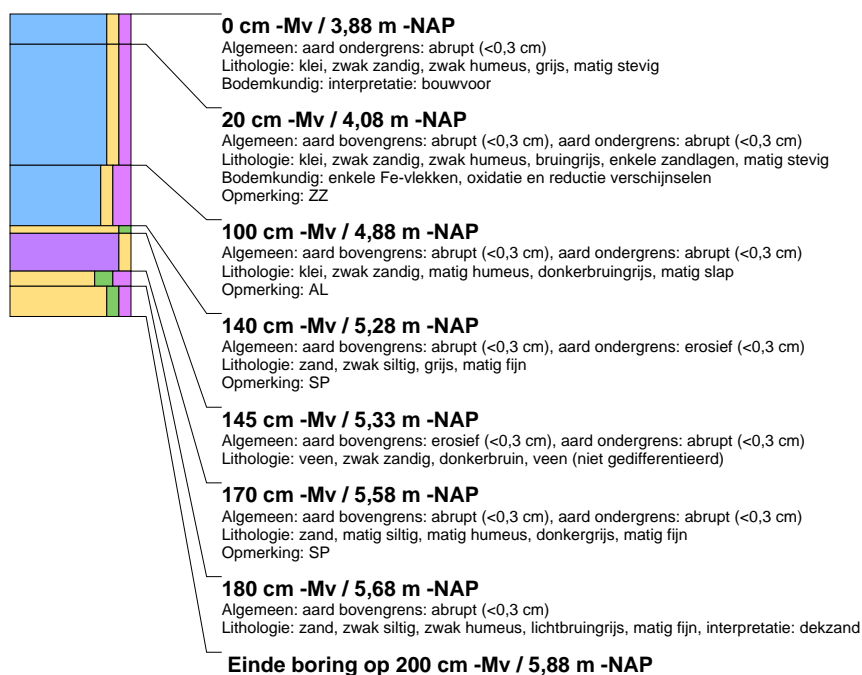 0 cm -Mv / 3,88 m -NAP
Algemeen: aard ondergrens: abrupt (<0,3 cm)
Lithologie: klei, zwak zandig, zwak humeus, grijs, matig stevig
Bodemkundig: interpretatie: bouwvoor
20 cm -Mv / 4,08 m -NAP
Algemeen: aard bovengrens: abrupt (<0,3 cm), aard ondergrens: abrupt (<0,3 cm)
Lithologie: klei, zwak zandig, zwak humeus, bruingrijs, enkele zandlagen, matig stevig
Bodemkundig: enkele Fe-vlekken, oxidatie en reductie verschijnselen
Opmerking: ZZ
100 cm -Mv / 4,88 m -NAP
Algemeen: aard bovengrens: abrupt (<0,3 cm), aard ondergrens: abrupt (<0,3 cm)
Lithologie: klei, zwak zandig, matig humeus, donkerbruingrijs, matig slap
Opmerking: AL
140 cm -Mv / 5,28 m -NAP
Algemeen: aard bovengrens: abrupt (<0,3 cm), aard ondergrens: erosief (<0,3 cm)
Lithologie: zand, zwak siltig, grijs, matig fijn
Opmerking: SP
145 cm -Mv / 5,33 m -NAP
Algemeen: aard bovengrens: erosief (<0,3 cm), aard ondergrens: abrupt (<0,3 cm)
Lithologie: veen, zwak zandig, donkerbruin, veen (niet gedifferentieerd)
170 cm -Mv / 5,58 m -NAP
Algemeen: aard bovengrens: abrupt (<0,3 cm), aard ondergrens: abrupt (<0,3 cm)
Lithologie: zand, matig siltig, matig humeus, donkergrijs, matig fijn
Opmerking: SP
180 cm -Mv / 5,68 m -NAP
Algemeen: aard bovengrens: abrupt (<0,3 cm)
Lithologie: zand, zwak siltig, zwak humeus, lichtbruingrijs, matig fijn, interpretatie: dekzand
Einde boring op 200 cm -Mv / 5,88 m -NAP